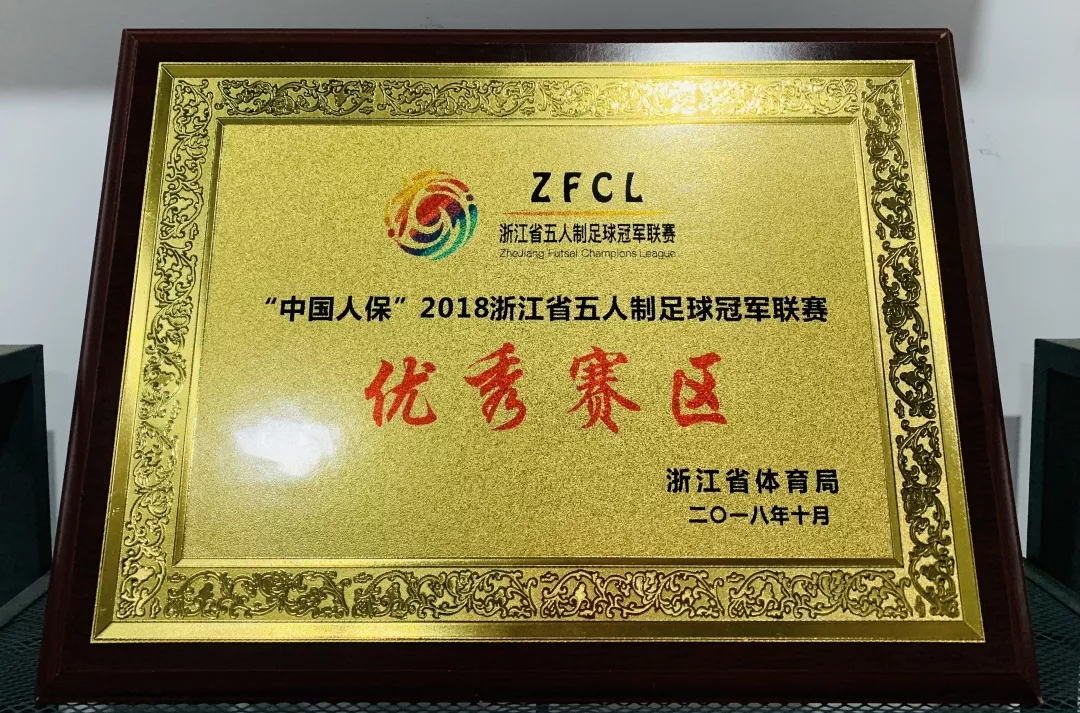 ZFCL
浙江省五人制足球冠军联赛
ZheJiang Futsal Champions League
“中国人保”2018浙江省五人制足球冠军联赛
优秀赛区
浙江省体育局
二〇一八年十月